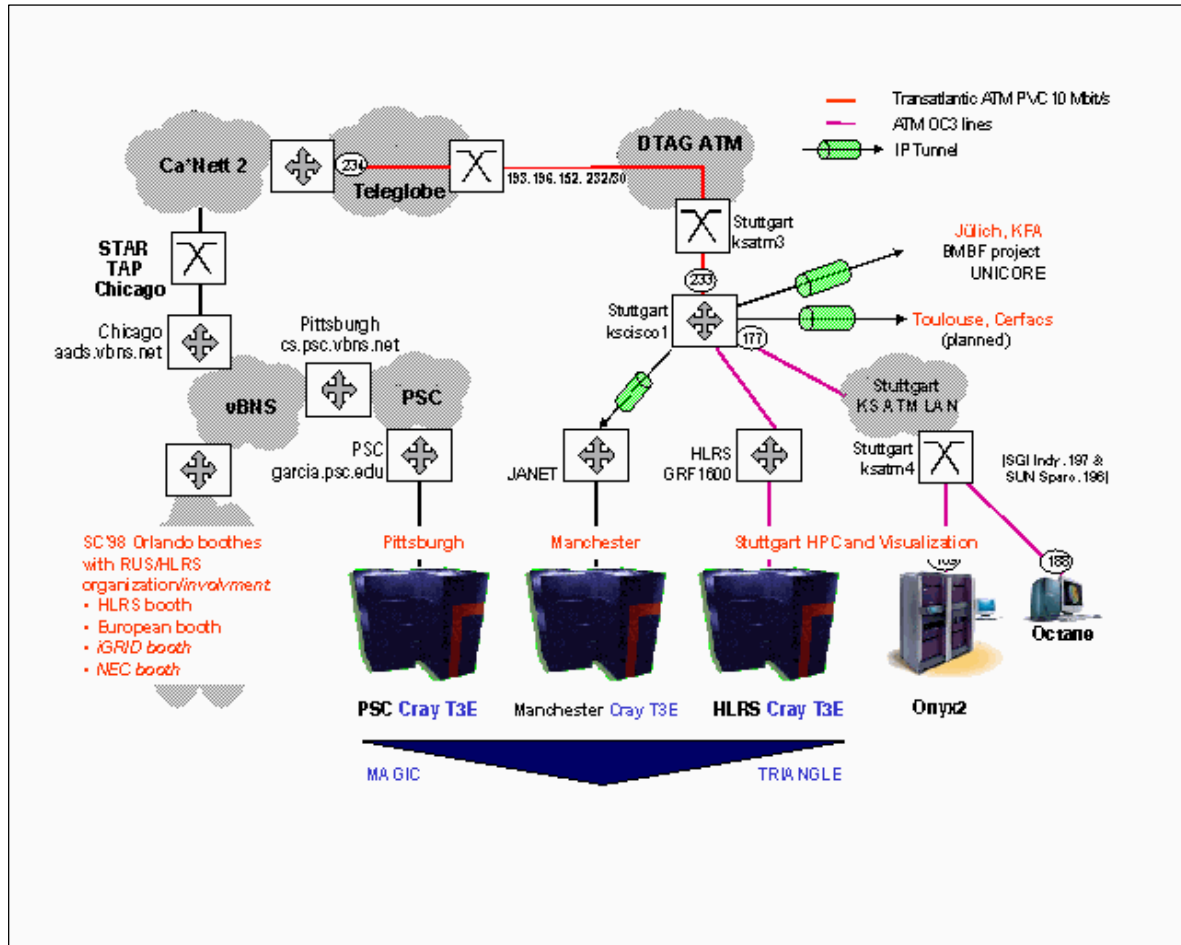 Transatlantic ATM PVC 10 Mbit/s
ATM OC3 lines
IP Tunnel
DTAG ATM
Ca*Nett 2
234
Teleglobe
193.196.152.232/30
Stuttgart
ksatm3
STAR
TAP
Chicago
233
Jülich, KFA
BMBF project
UNICORE
Stuttgart
kscisco1
Toulouse, Cerfacs
(planned)
177
Chicago
aads.vbns.net
Pittsburgh
cs.psc.vbns.net
vBNS
PSC
Stuttgart
KS ATM LAN
PSC
garcia.psc.edu
JANET
HLRS
GRF1600
Stuttgart
ksatm4
[SGI Indy .197 &
SUN Sparc .196]
SC'98 Orlando boothes
with RUS/HLRS
organization/involvment
• HLRS booth
• European booth
• iGRID booth
• NEC booth
Pittsburgh
Manchester
Stuttgart HPC and Visualization
188
Octane
PSC Cray T3E
Manchester Cray T3E
HLRS Cray T3E
Onyx2
MAGIC
TRIANGLE